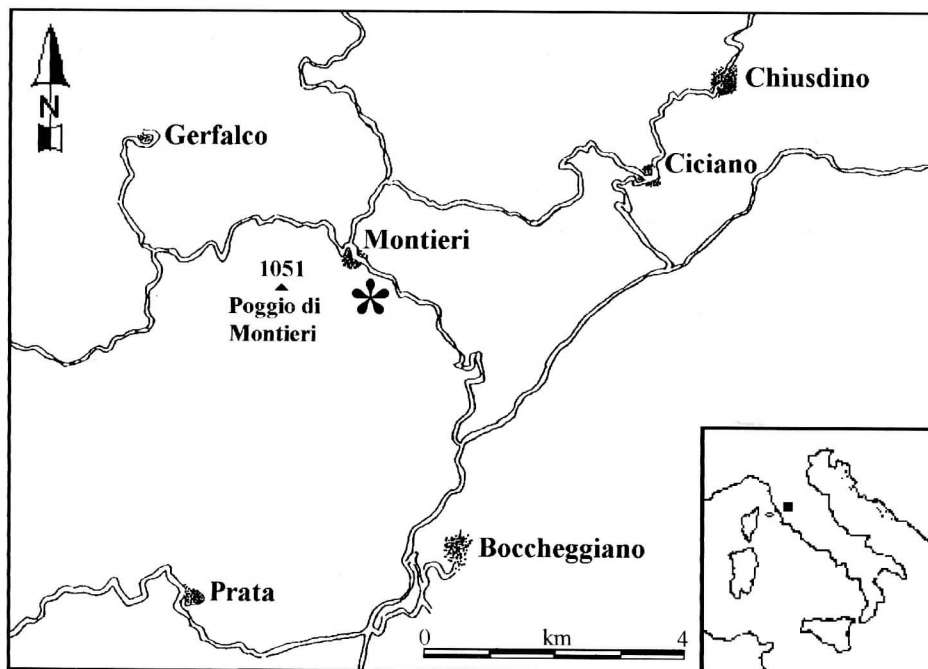 N
Chiusdino
Gerfalco
Ciciano
Montieri
1051
Poggio di
Montieri
Boccheggiano
Prata
0 km 4